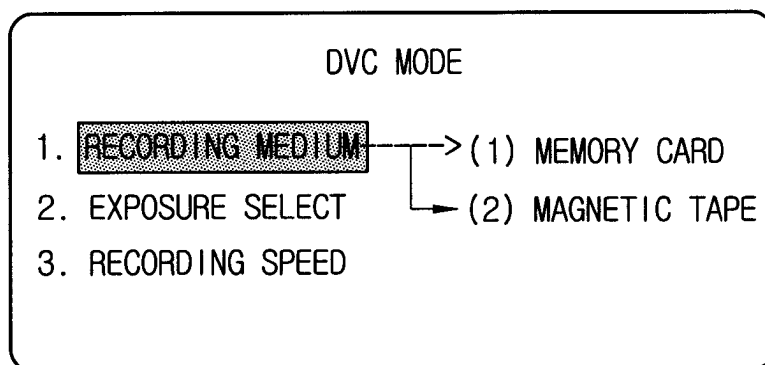 DVC MODE
1. RECORDING MEDIUM (1) MEMORY CARD
2. EXPOSURE SELECT (2) MAGNETIC TAPE
3. RECORDING SPEED